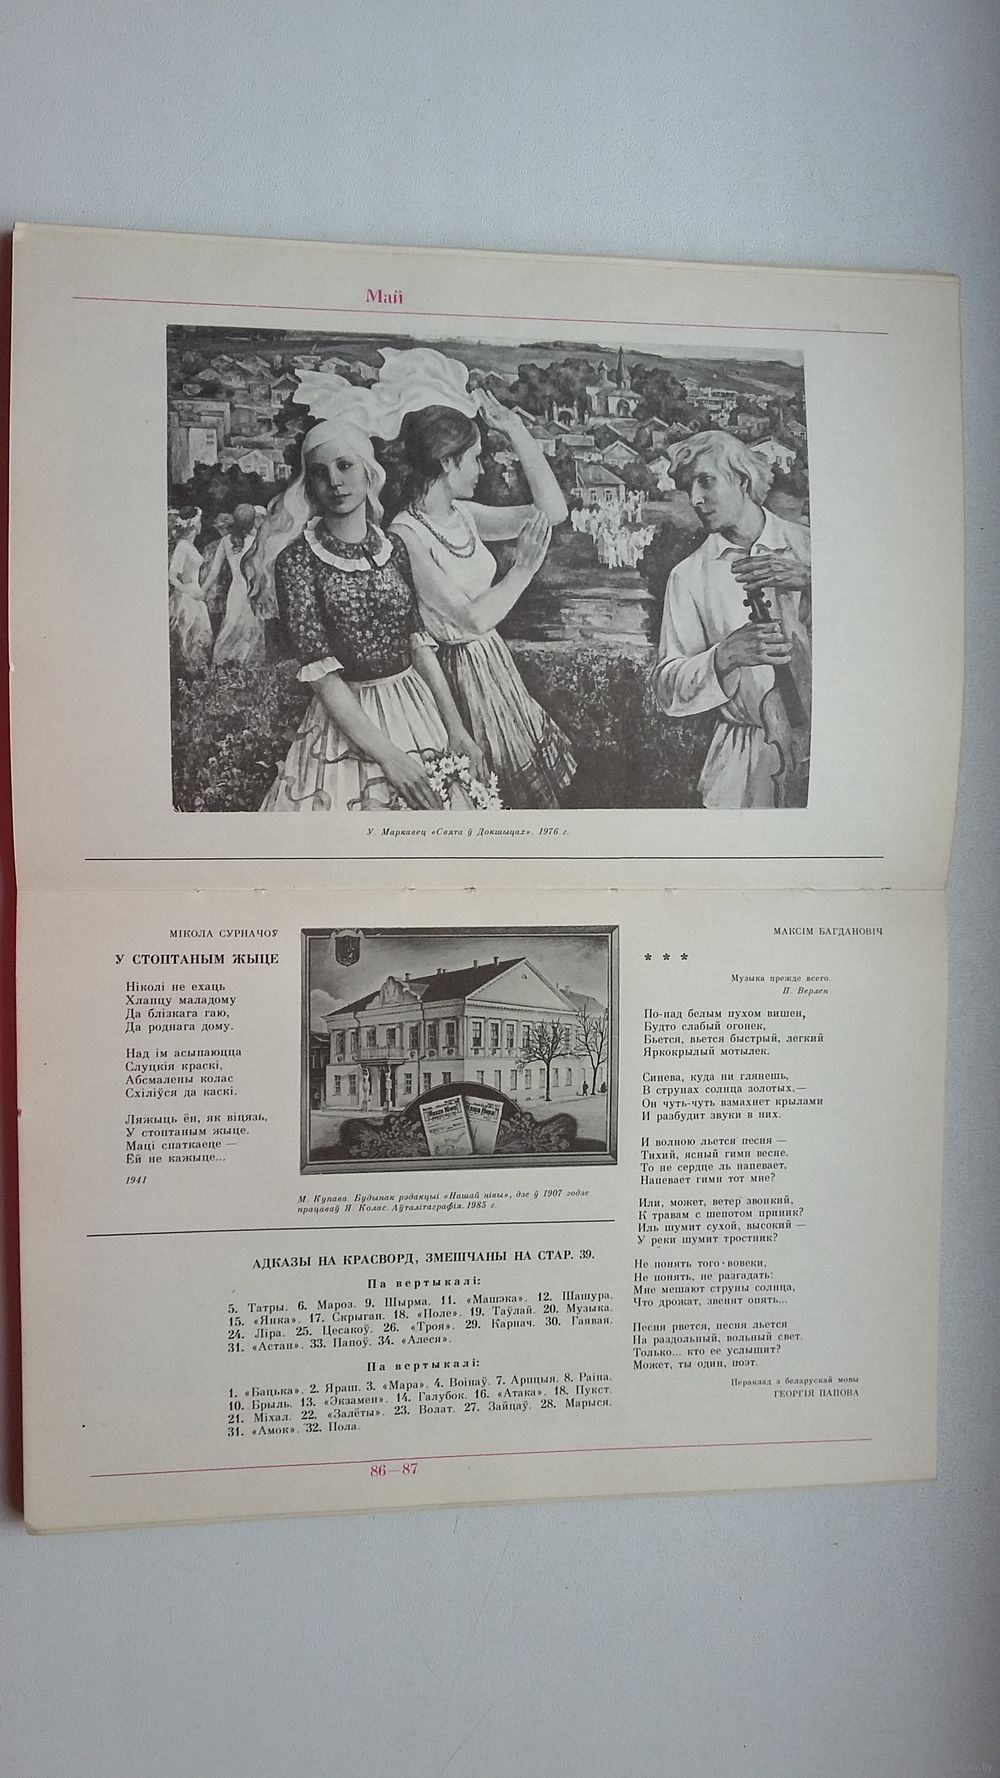 Май
У. Маркавец «Свята ў Докшыцах». 1976 г.
МІКОЛА СУРНАЧОЎ
У СТОПТАНЫМ ЖЫЦЕ
Ніколі не ехаць
Хлапцу маладому
Да блізкага гаю,
Да роднага дому.
Над ім асыпаюцца
Слуцкія краскі,
Абсмалены колас
Схіліўся да каскі.
Ляжыць ён, як віцязь,
У стоптаным жыце.
Маці спаткаеце —
Ёй не кажыце...
1941
М. Купава. Будынак рэдакцыі «Нашай нівы», дзе ў 1907 годзе
працаваў Я. Колас. Аўталітаграфія. 1985 г.
АДКАЗЫ НА КРАСВОРД, ЗМЕШЧАНЫ НА СТАР. 39.
Па вертыкалі:
5. Татры. 6. Мароз. 9. Шырма. 11. «Машэка». 12. Шашура.
15. «Янка». 17. Скрыган. 18. «Поле». 19. Таўлай. 20. Музыка.
24. Ліра. 25. Цесакоў. 26. «Троя». 29. Карнач. 30. Гаявая.
31. «Астап». 33. Папоў. 34. «Алеся».
Па вертыкалі:
1. «Бацька». 2. Яраш. 3. «Мара». 4. Воінаў. 7. Арцыя. 8. Раіна.
10. Брыль. 13. «Экзамен». 14. Галубок. 16. «Атака». 18. Пукст.
21. Міхал. 22. «Залёты». 23. Волат. 27. Зайцаў. 28. Марыся.
31. «Амок». 32. Пола.
МАКСІМ БАГДАНОВІЧ
* * *
Музыка прежде всего.
П. Верлен
По-над белым пухом вишен,
Будто слабый огонек,
Бьется, вьется быстрый, легкий
Яркокрылый мотылек.
Синева, куда ни глянешь,
В струнах солнца золотых,—
Он чуть-чуть взмахнет крылами
И разбудит звуки в них.
И волною льется песня —
Тихий, ясный гимн весне.
То не сердце ль напевает,
Напевает гимн тот мне?
Или, может, ветер звонкий,
К травам с шепотом приник?
Иль шумит сухой, высокий —
У реки шумит тростник?
Не понять того вовеки,
Не понять, не разгадать:
Мне мешают струны солнца,
Что дрожат, звенят опять...
Песня рвется, песня льется
На раздольный, вольный свет.
Только... кто ее услышит?
Может, ты один, поэт.
Пераклад з беларускай мовы
ГЕОРГІЯ ПАПОВА
86—87